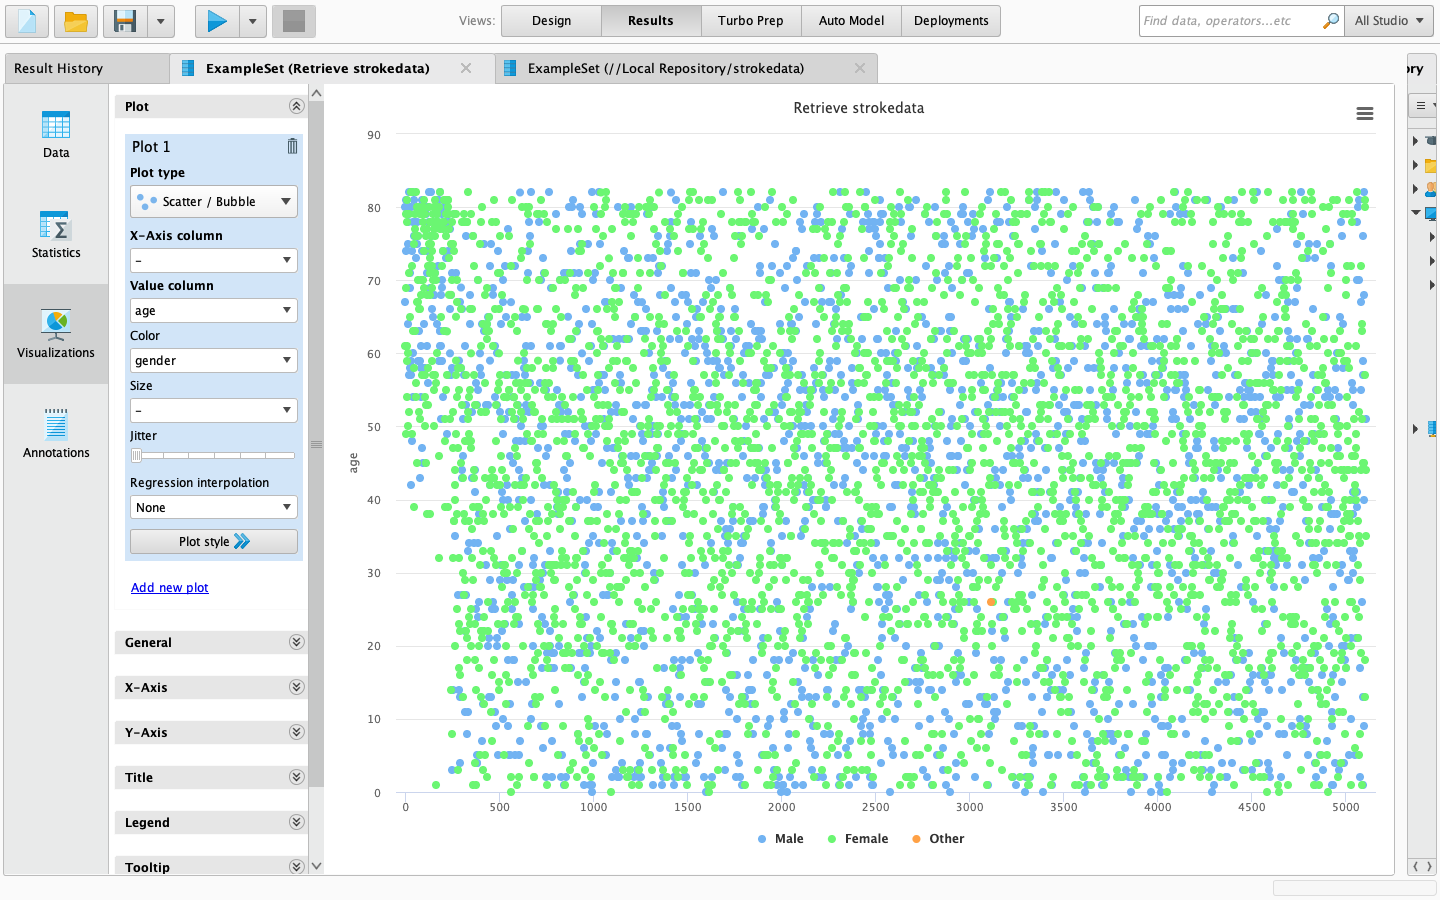 Views:
Design
Results
Turbo Prep
Auto Model
Deployments
Find data, operators...etc
All Studio
Result History
ExampleSet (Retrieve strokedata)
ExampleSet (//Local Repository/strokedata)
ory
Data
Statistics
Visualizations
Annotations
Plot
Plot 1
Plot type
Scatter / Bubble
X-Axis column
–
Value column
age
Color
gender
Size
–
Jitter
Regression interpolation
None
Plot style
Add new plot
General
X-Axis
Y-Axis
Title
Legend
Tooltip
Retrieve strokedata
90
80
70
60
50
40
30
20
10
0
age
0
500
1000
1500
2000
2500
3000
3500
4000
4500
5000
Male
Female
Other